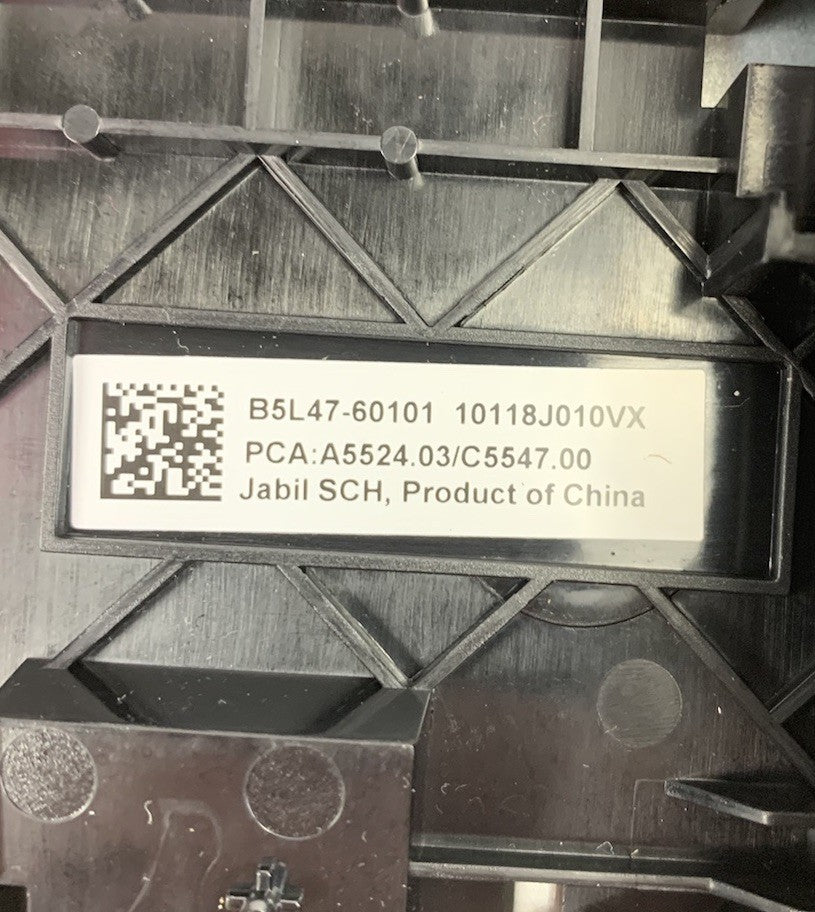 B5L47-60101 10118J010VX
PCA:A5524.03/C5547.00
Jabil SCH, Product of China